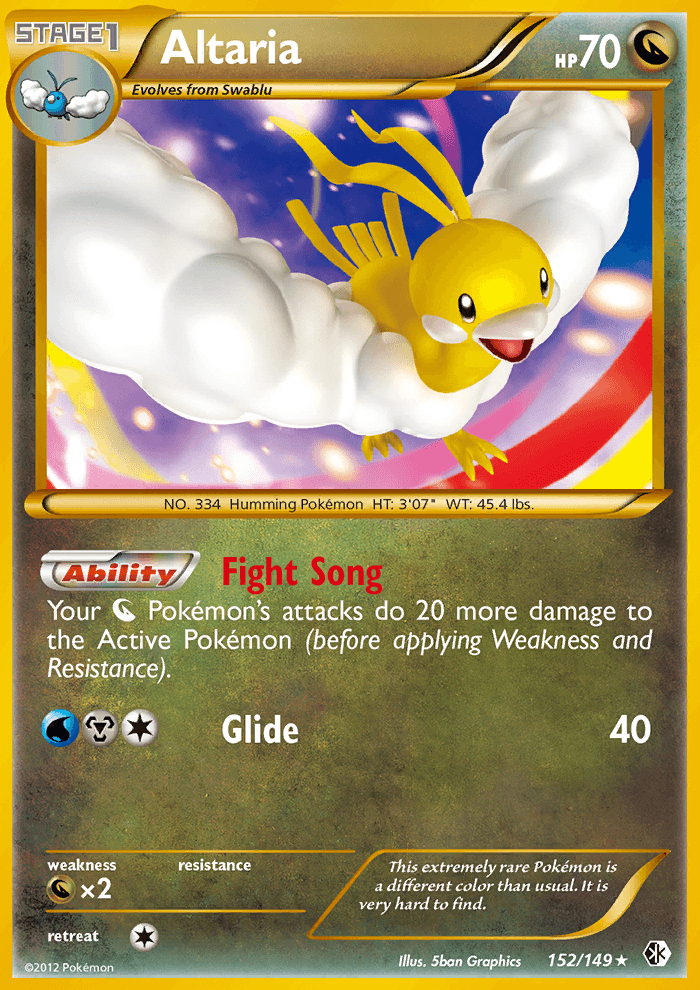 STAGE1
Altaria
HP70
Evolves from Swablu
NO. 334 Humming Pokémon HT: 3'07" WT: 45.4 lbs.
Ability Fight Song
Your Pokémon's attacks do 20 more damage to
the Active Pokémon (before applying Weakness and
Resistance).
Glide 40
weakness resistance
×2
This extremely rare Pokémon is
a different color than usual. It is
very hard to find.
retreat
©2012 Pokémon
Illus. 5ban Graphics 152/149 ★